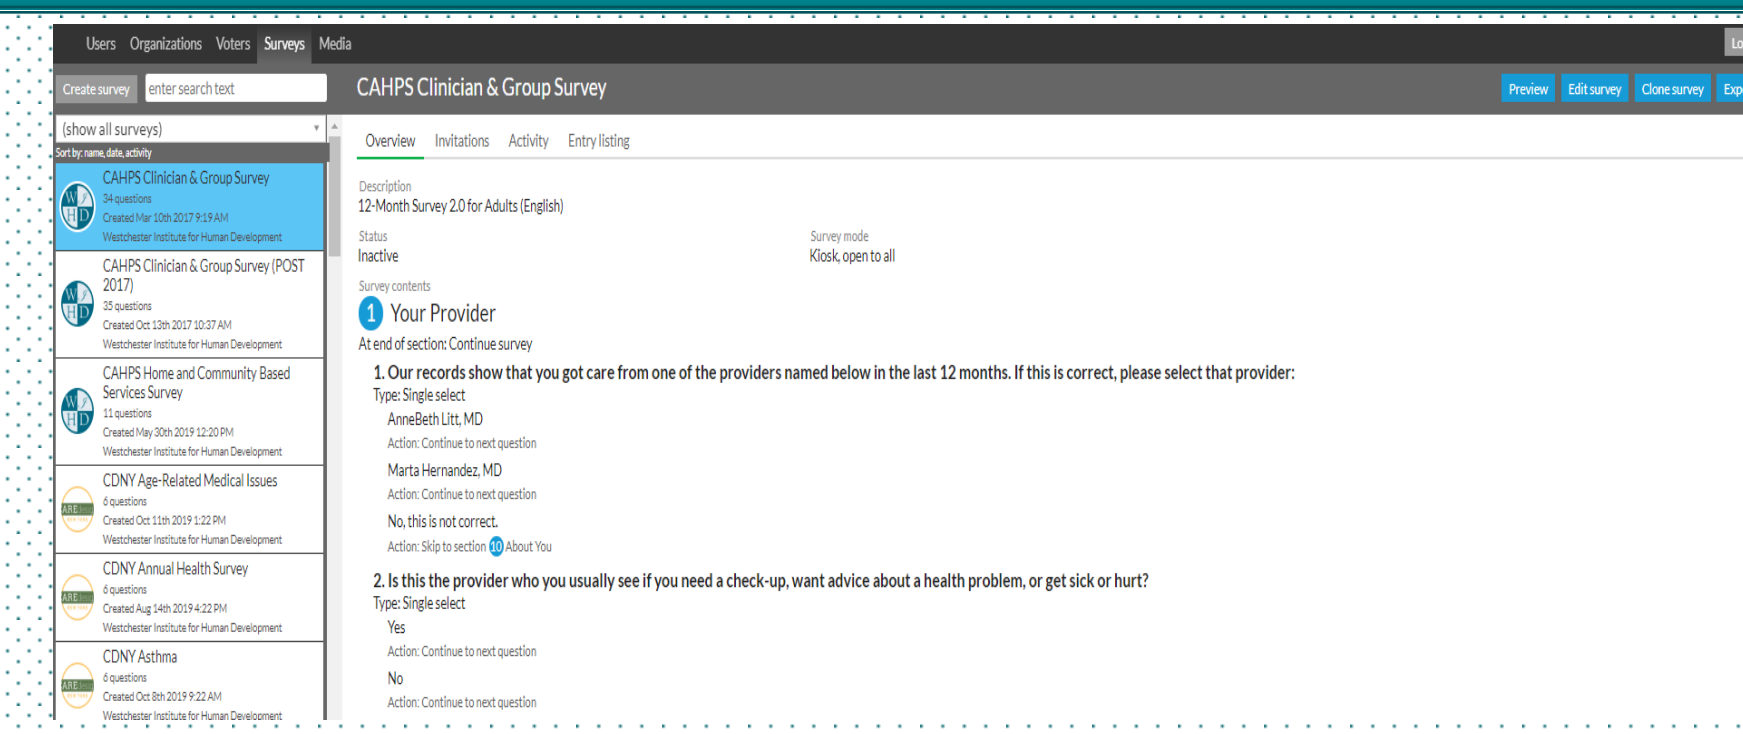 Users Organizations Voters Surveys Media
Lo
Create survey enter search text
CAHPS Clinician & Group Survey
Preview Edit survey Clone survey Exp
(show all surveys)
Sort by: name, date, activity
CAHPS Clinician & Group Survey
34 questions
Created Mar 10th 2017 9:19 AM
Westchester Institute for Human Development
CAHPS Clinician & Group Survey (POST
2017)
35 questions
Created Oct 13th 2017 10:37 AM
Westchester Institute for Human Development
CAHPS Home and Community Based
Services Survey
11 questions
Created May 30th 2019 12:20 PM
Westchester Institute for Human Development
CDNY Age-Related Medical Issues
6 questions
Created Oct 11th 2019 1:22 PM
Westchester Institute for Human Development
CDNY Annual Health Survey
6 questions
Created Aug 14th 2019 4:22 PM
Westchester Institute for Human Development
CDNY Asthma
6 questions
Created Oct 8th 2019 9:22 AM
Westchester Institute for Human Development
W
HD
W
HD
W
HD
ARE
ARE
ARE
Overview Invitations Activity Entry listing
Description
12-Month Survey 2.0 for Adults (English)
Status
Inactive
Survey mode
Kiosk, open to all
Survey contents
1 Your Provider
At end of section: Continue survey
1. Our records show that you got care from one of the providers named below in the last 12 months. If this is correct, please select that provider:
Type: Single select
AnneBeth Litt, MD
Action: Continue to next question
Marta Hernandez, MD
Action: Continue to next question
No, this is not correct.
Action: Skip to section 10 About You
2. Is this the provider who you usually see if you need a check-up, want advice about a health problem, or get sick or hurt?
Type: Single select
Yes
Action: Continue to next question
No
Action: Continue to next question